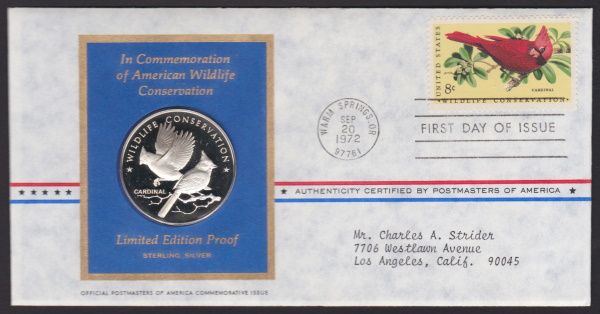 In Commemoration
of American Wildlife
Conservation
WILDLIFE CONSERVATION
CARDINAL
Limited Edition Proof
STERLING SILVER
OFFICIAL POSTMASTERS OF AMERICA COMMEMORATIVE ISSUE
UNITED STATES
8c
CARDINAL
WILDLIFE CONSERVATION
WARM SPRINGS, OR
SEP
20
1972
97761
FIRST DAY OF ISSUE
AUTHENTICITY CERTIFIED BY POSTMASTERS OF AMERICA
Mr. Charles A. Strider
7706 Westlawn Avenue
Los Angeles, Calif. 90045